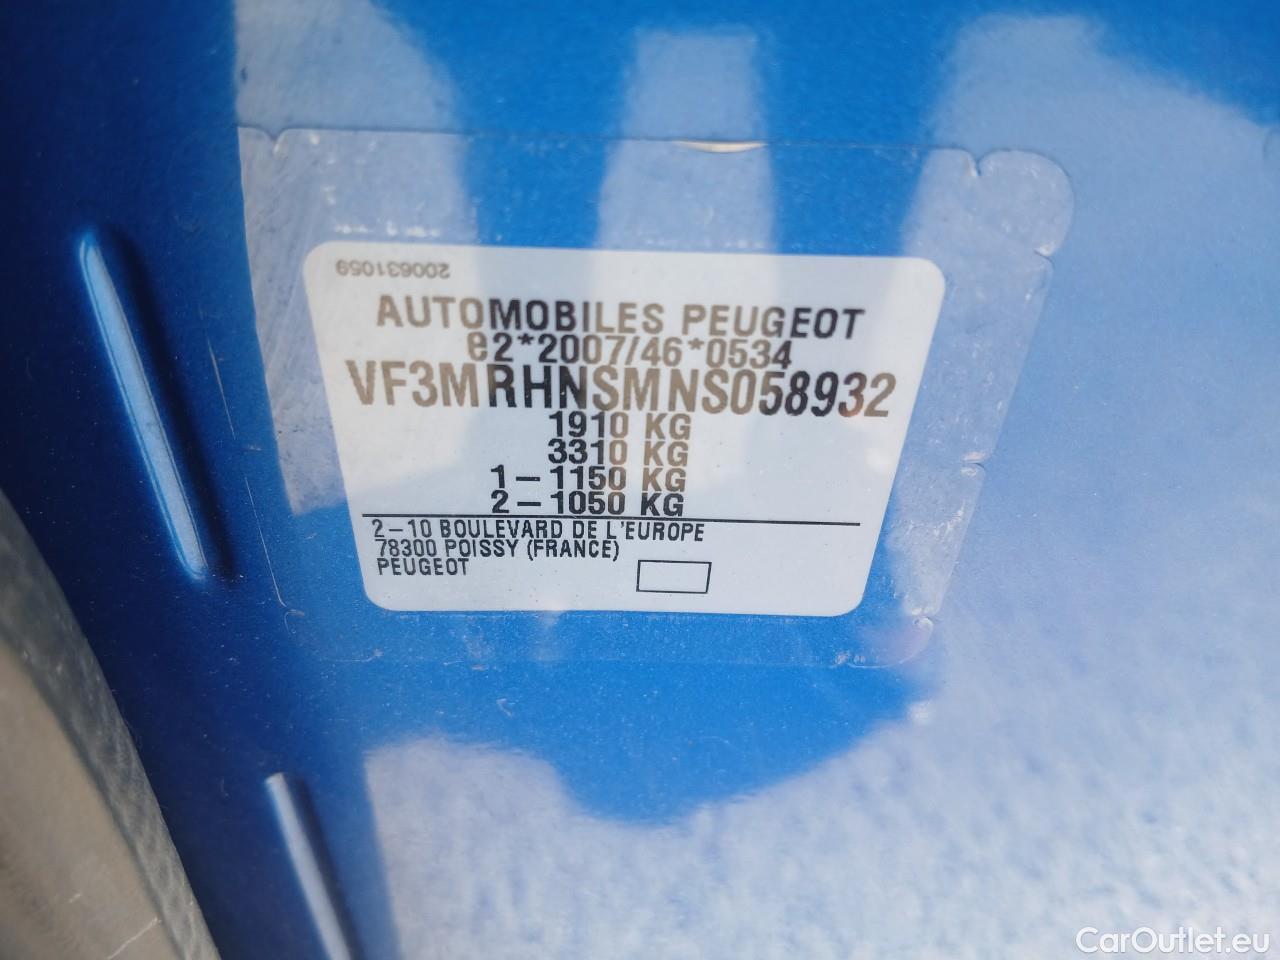 200631059
AUTOMOBILES PEUGEOT
e2*2007/46*0534
VF3MRHNSMNS058932
1910 KG
3310 KG
1-1150 KG
2-1050 KG
2-10 BOULEVARD DE L'EUROPE
78300 POISSY (FRANCE)
PEUGEOT
CarOutlet.eu